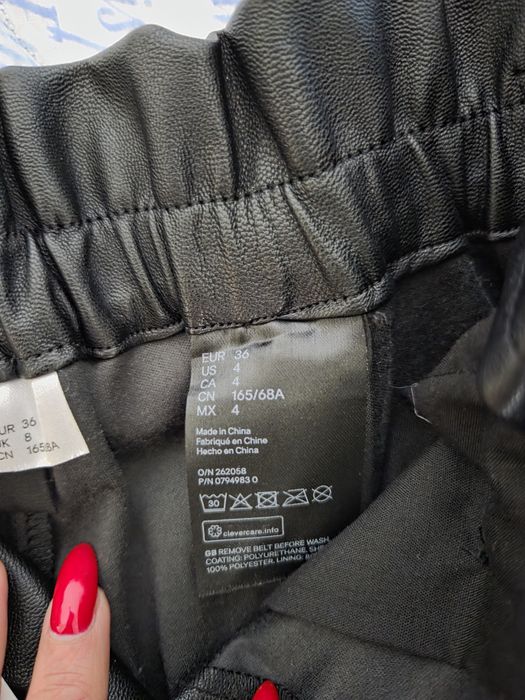 EUR 36
US 4
CA 4
CN 165/68A
MX 4
Made in China
Fabriqué en Chine
Hecho en China
O/N 262058
P/N 0794983 0
30
clevercare.info
GB REMOVE BELT BEFORE WASH.
COATING: POLYURETHANE. SHE
100% POLYESTER. LINING:
EUR 36
UK 8
CN 165